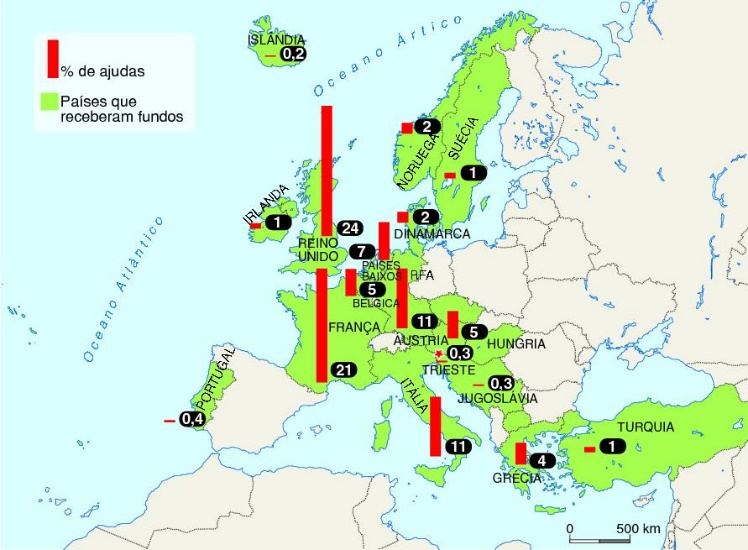 ISLÂNDIA
0,2
Oceano Ártico
% de ajudas
Países que
receberam fundos
2
NORUEGA
SUÉCIA
1
IRLANDA
1
2
DINAMARCA
24
REINO
UNIDO
7
PAÍSES
BAIXOS
RFA
5
BELGICA
Oceano Atlântico
11
FRANÇA
5
AUSTRIA
HUNGRIA
0,3
TRIESTE
21
0,3
JUGOSLÁVIA
PORTUGAL
0,4
ITÁLIA
11
TURQUIA
1
4
GRÉCIA
0
500 km